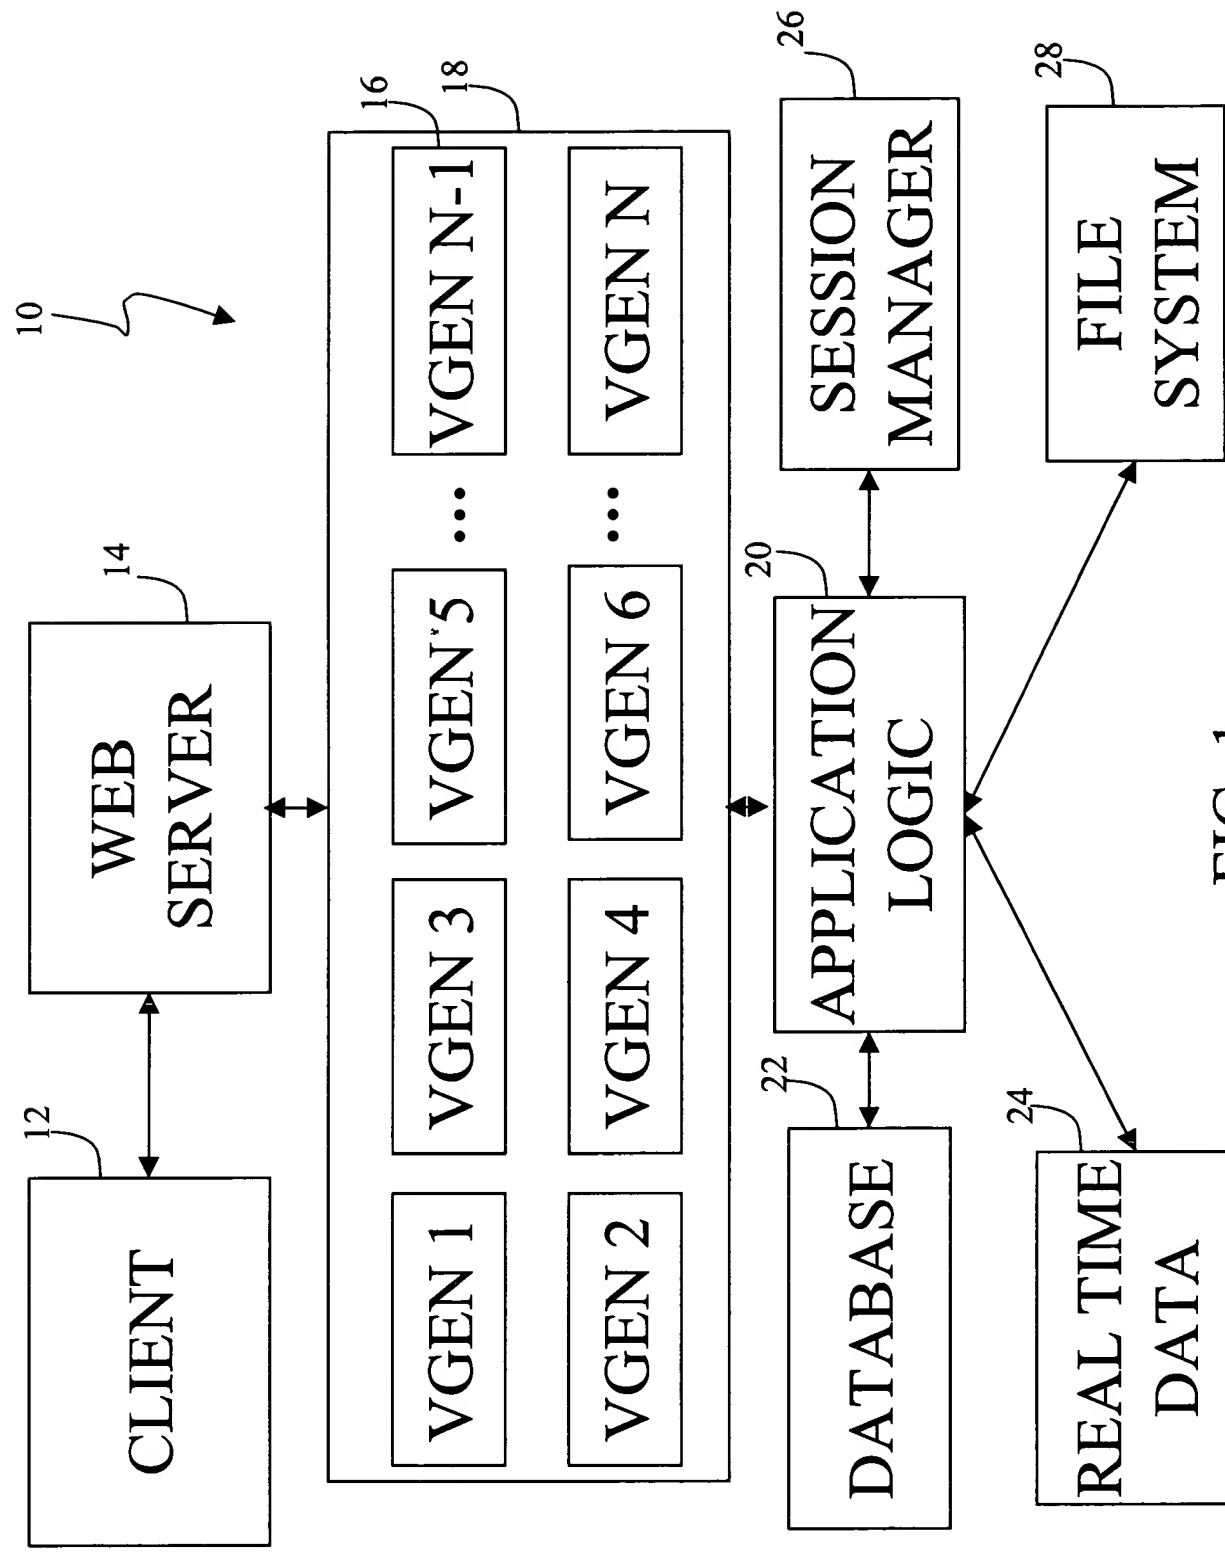 10
12
14
CLIENT
WEB
SERVER
16
18
VGEN 1
VGEN 3
VGEN 5
...
VGEN N-1
VGEN 2
VGEN 4
VGEN 6
...
VGEN N
22
20
26
DATABASE
APPLICATION
LOGIC
SESSION
MANAGER
24
28
REAL TIME
DATA
FILE
SYSTEM
FIG. 1